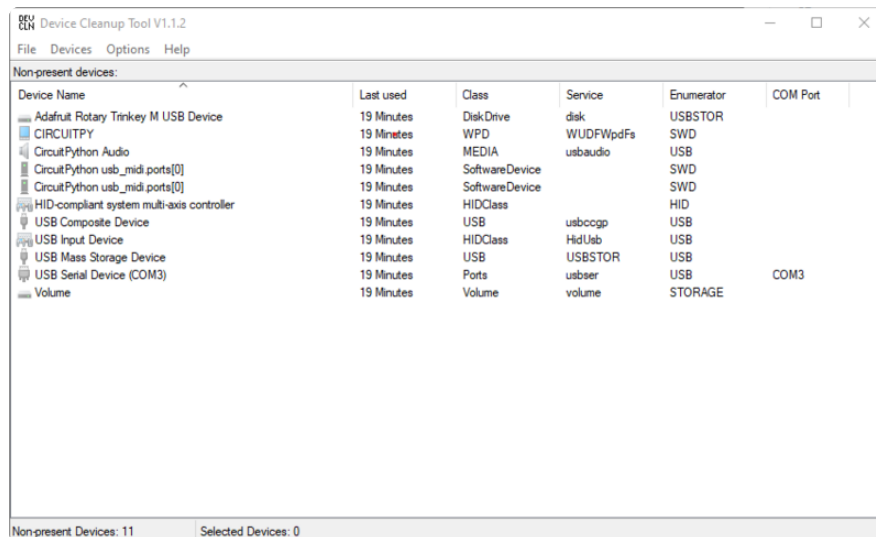 DEV CLN Device Cleanup Tool V1.1.2
File Devices Options Help
Non-present devices:
Device Name Last used Class Service Enumerator COM Port
Adafruit Rotary Trinkey M USB Device 19 Minutes DiskDrive disk USBSTOR
CIRCUITPY 19 Minutes WPD WUDFWpdFs SWD
CircuitPython Audio 19 Minutes MEDIA usbaudio USB
CircuitPython usb_midi.ports[0] 19 Minutes SoftwareDevice SWD
CircuitPython usb_midi.ports[0] 19 Minutes SoftwareDevice SWD
HID-compliant system multi-axis controller 19 Minutes HIDClass HID
USB Composite Device 19 Minutes USB usbccgp USB
USB Input Device 19 Minutes HIDClass HidUsb USB
USB Mass Storage Device 19 Minutes USB USBSTOR USB
USB Serial Device (COM3) 19 Minutes Ports usbser USB COM3
Volume 19 Minutes Volume volume STORAGE
Non-present Devices: 11 Selected Devices: 0